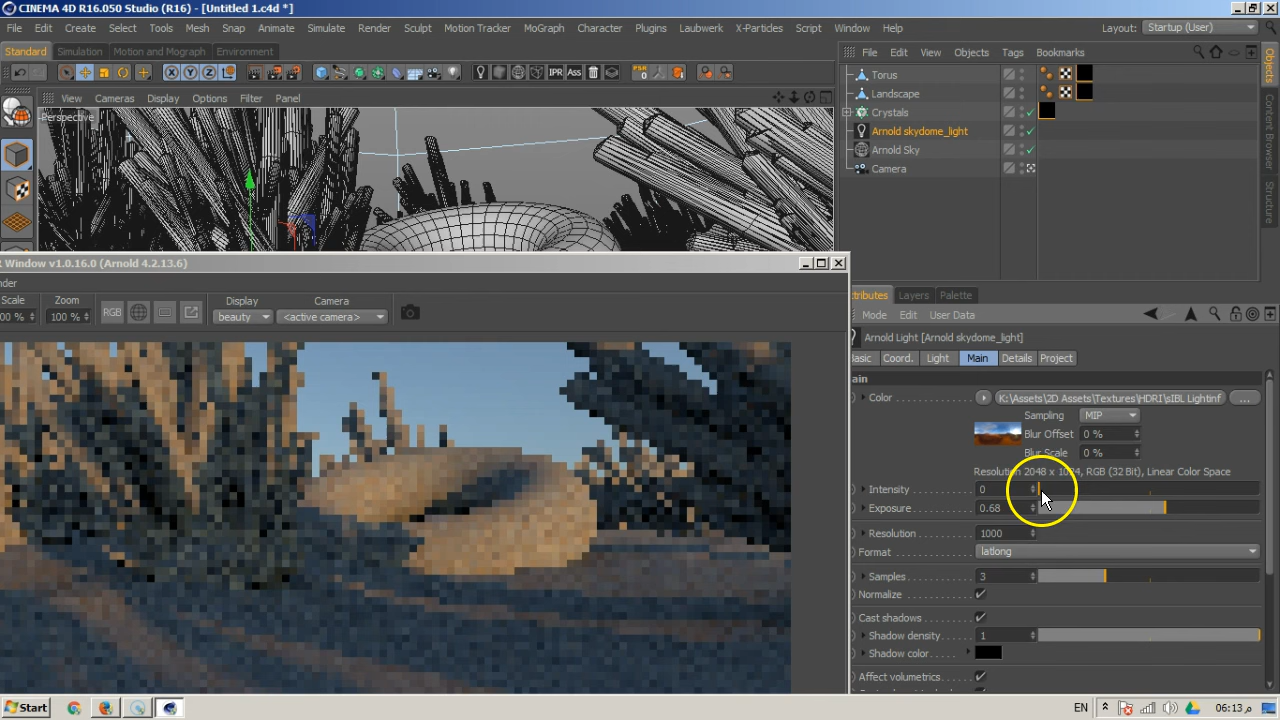 CINEMA 4D R16.050 Studio (R16) - [Untitled 1.c4d *]
File Edit Create Select Tools Mesh Snap Animate Simulate Render Sculpt Motion Tracker MoGraph Character Plugins Laubwerk X-Particles Script Window Help Layout: Startup (User)
Standard Simulation Motion and Mograph Environment
File Edit View Objects Tags Bookmarks
X Y Z IPR Ass PSR
Torus
View Cameras Display Options Filter Panel
Landscape
Perspective
Crystals
Arnold skydome_light
Arnold Sky
Camera
Objects
Content Browser
Structure
Window v1.0.16.0 (Arnold 4.2.13.6)
Scale Zoom Display Camera
100 % RGB beauty <active camera>
Layers Palette
Mode Edit User Data
Arnold Light [Arnold skydome_light]
Coord. Light Main Details Project
Color K:\Assets\2D Assets\Textures\HDRI\sIBL Lightinf ...
Sampling MIP
Blur Offset 0 %
Blur Scale 0 %
Resolution 2048 x 1024, RGB (32 Bit), Linear Color Space
Intensity 0
Exposure 0.68
Resolution 1000
Format latlong
Samples 3
Normalize
Cast shadows
Shadow density 1
Shadow color
Affect volumetrics
Start EN 06:13 م